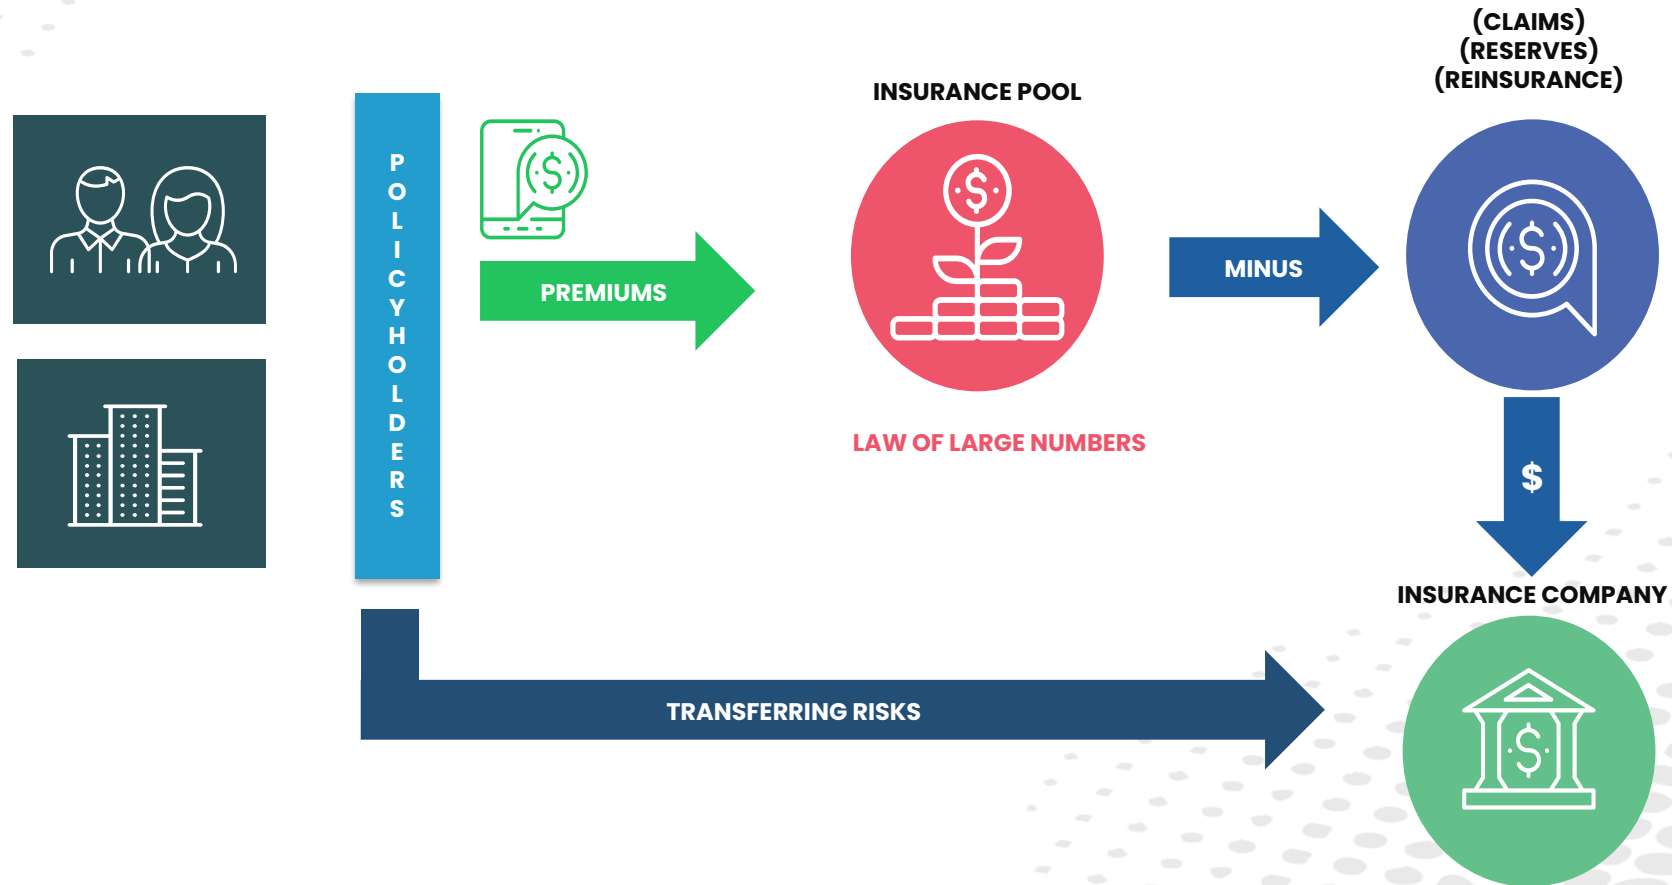 (CLAIMS)
(RESERVES)
(REINSURANCE)
INSURANCE POOL
POLICYHOLDERS
$
PREMIUMS
$
MINUS
$
LAW OF LARGE NUMBERS
$
INSURANCE COMPANY
TRANSFERRING RISKS
$